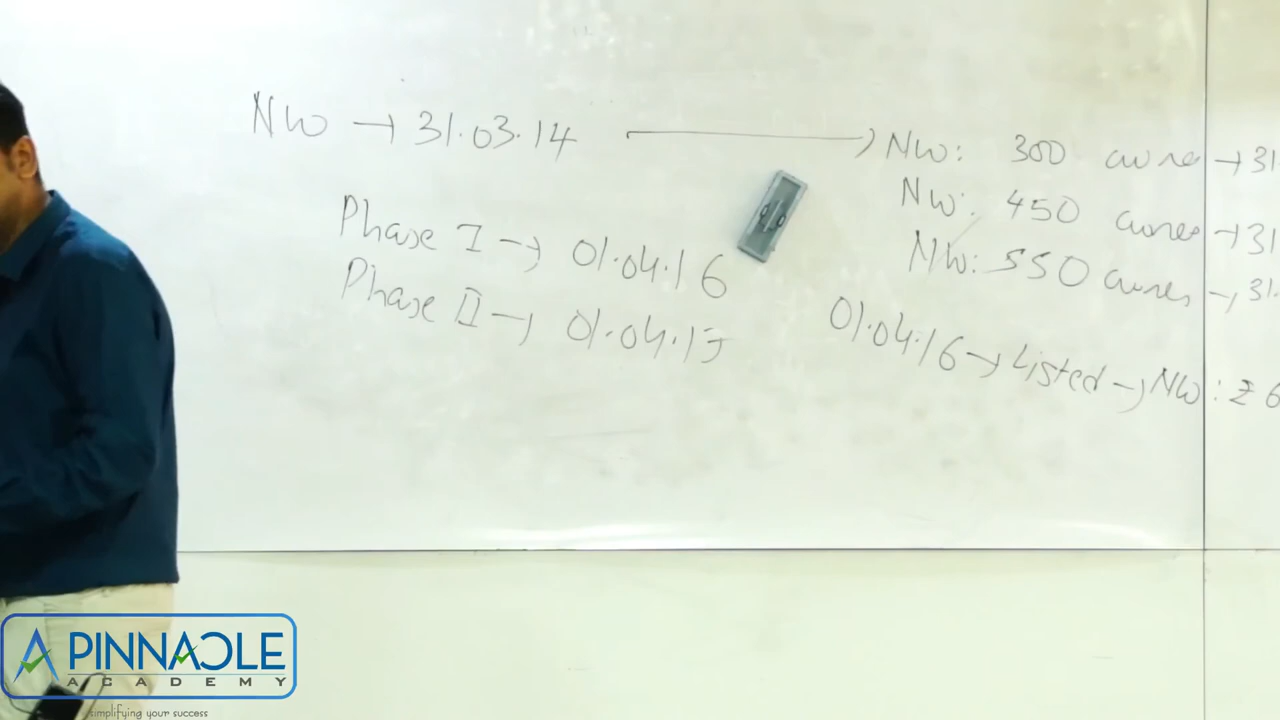 NW → 31.03.14 → NW: 300 crores → 31
NW: 450 crores → 31
NW: 550 crores → 31.
Phase I → 01.04.16
Phase II → 01.04.17
01.04.16 → Listed → NW: ₹ 6
APINNACLE
ACADEMY
simplifying your success